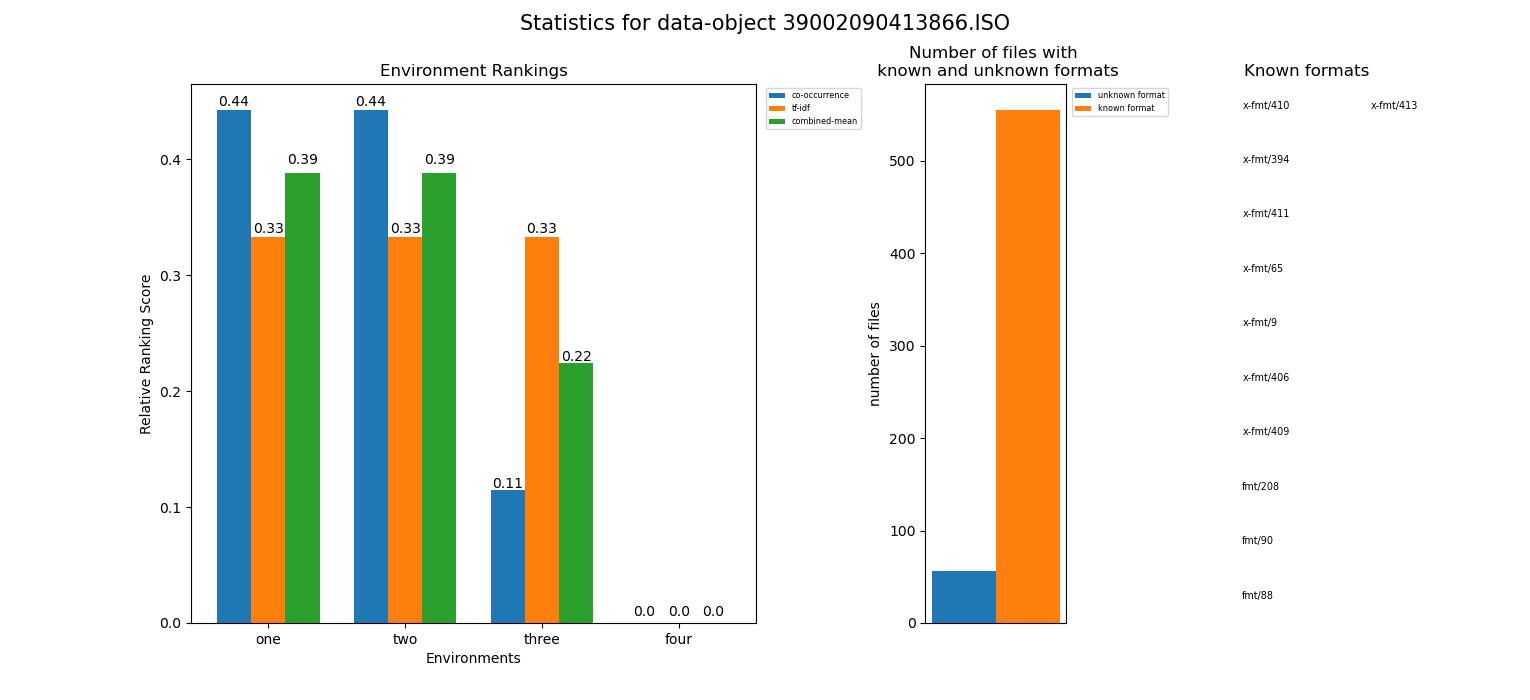 Statistics for data-object 39002090413866.ISO
Environment Rankings
0.44
0.44
0.39
0.39
0.33
0.33
0.33
0.22
0.11
0.0
0.0
0.0
0.4
0.3
0.2
0.1
0.0
Relative Ranking Score
one
two
three
four
Environments
co-occurrence
tf-idf
combined-mean
Number of files with
known and unknown formats
500
400
300
200
100
0
number of files
unknown format
known format
Known formats
x-fmt/410
x-fmt/413
x-fmt/394
x-fmt/411
x-fmt/65
x-fmt/9
x-fmt/406
x-fmt/409
fmt/208
fmt/90
fmt/88